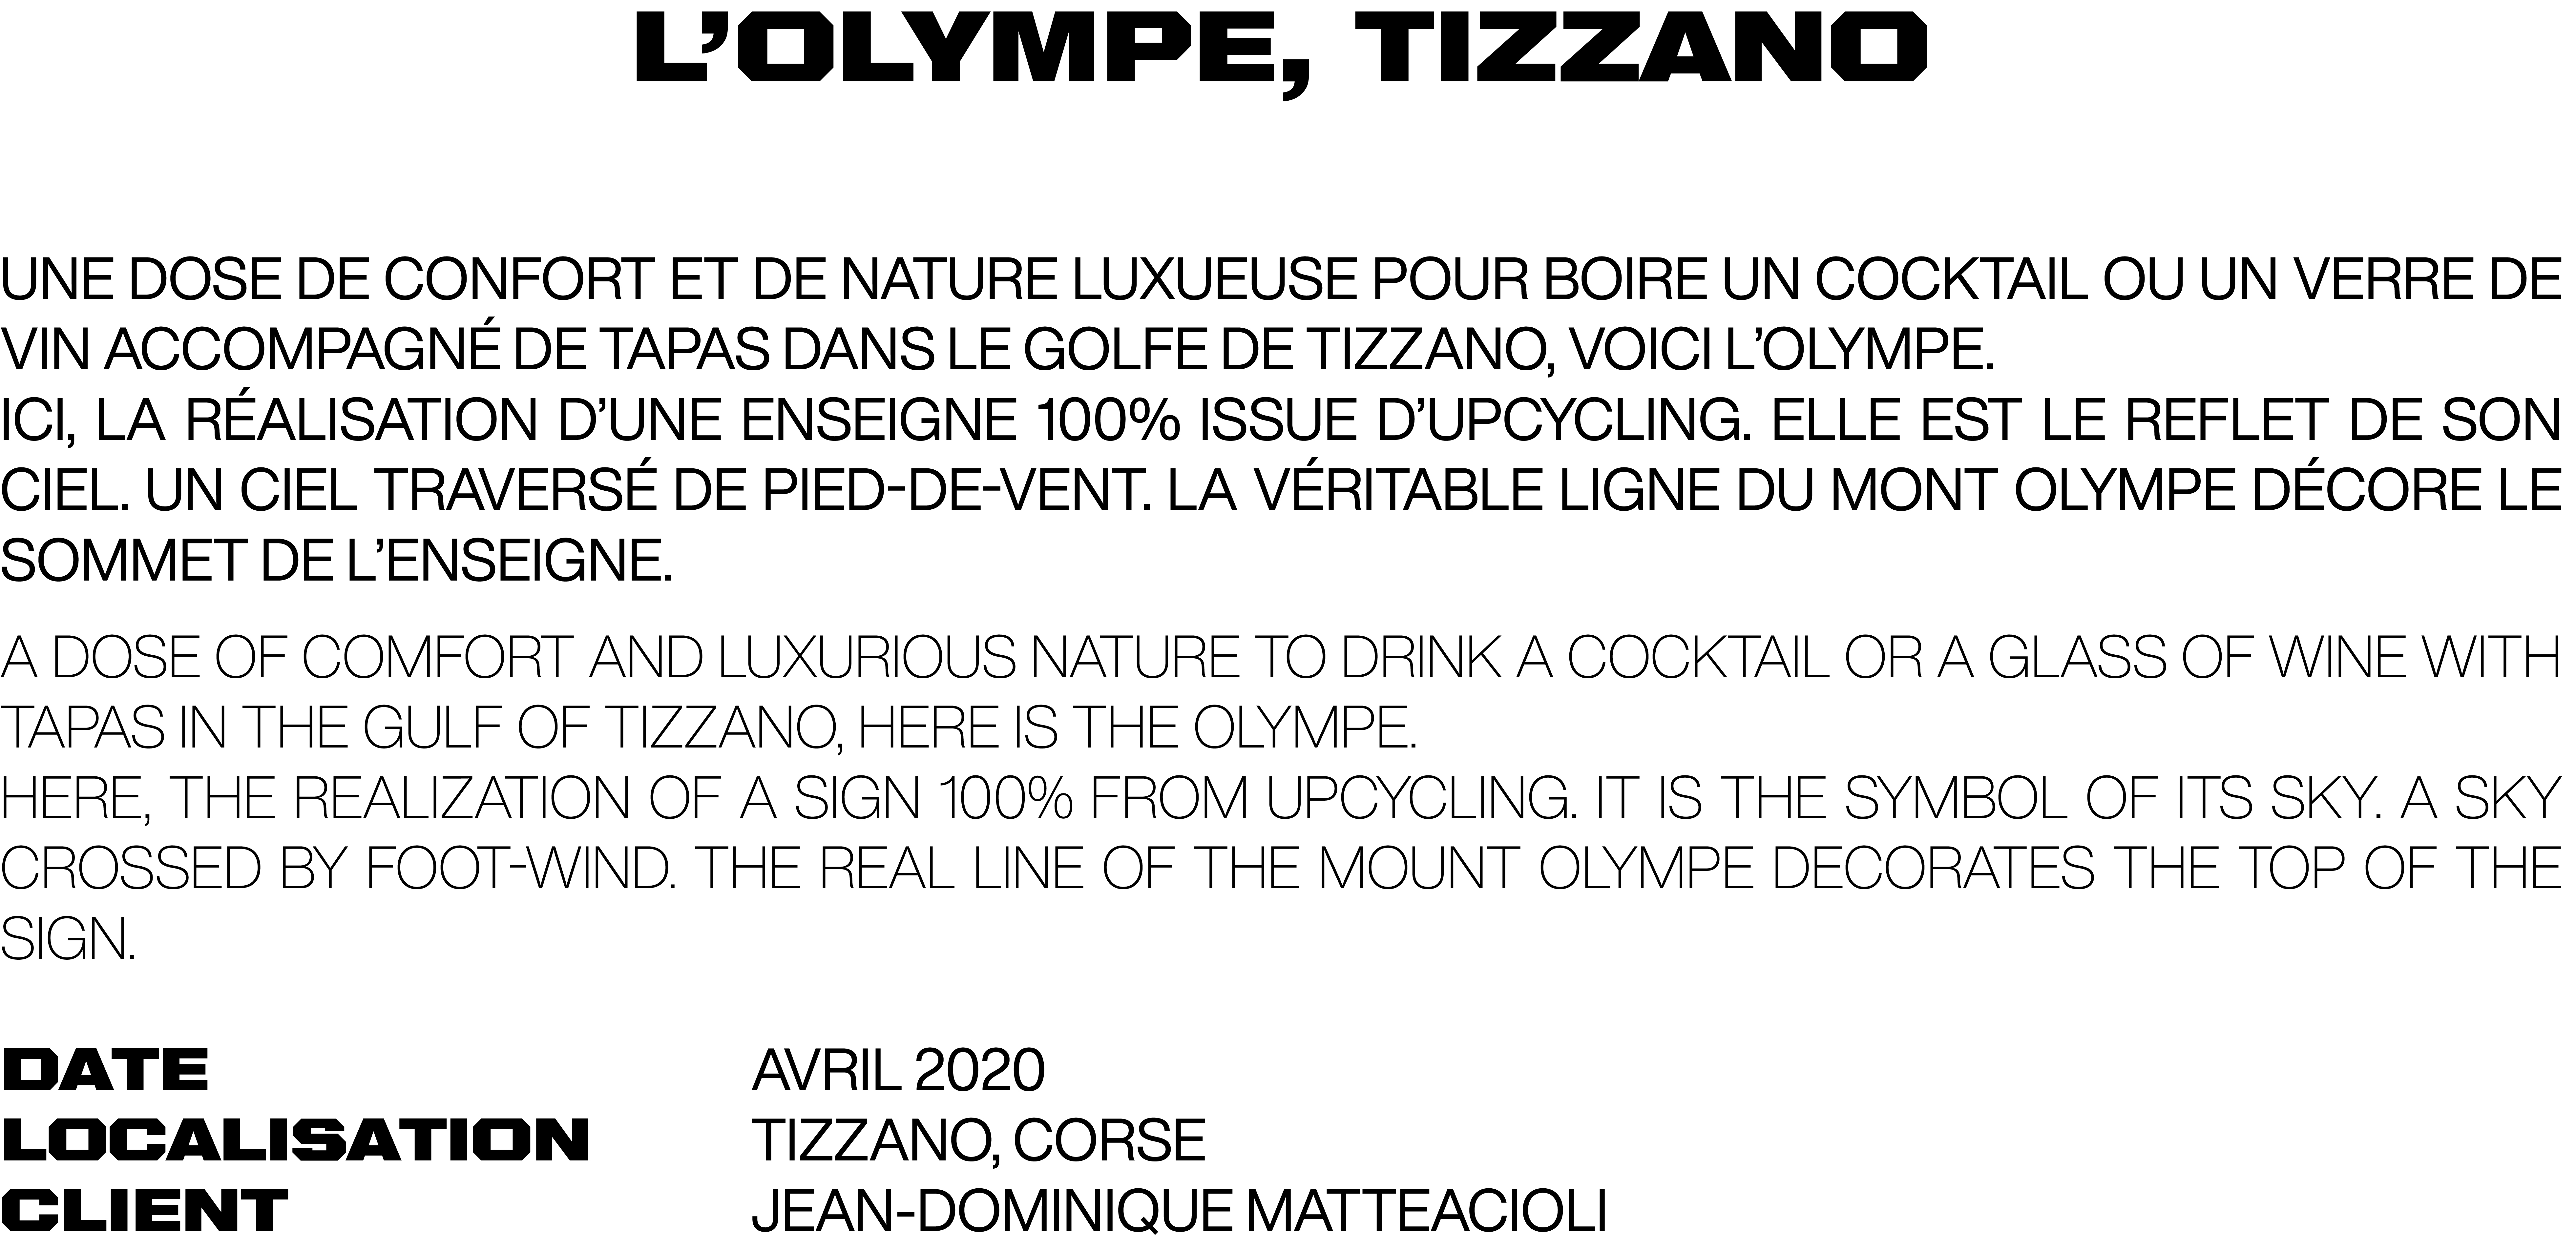 L’OLYMPE, TIZZANO
UNE DOSE DE CONFORT ET DE NATURE LUXUEUSE POUR BOIRE UN COCKTAIL OU UN VERRE DE
VIN ACCOMPAGNÉ DE TAPAS DANS LE GOLFE DE TIZZANO, VOICI L’OLYMPE.
ICI, LA RÉALISATION D’UNE ENSEIGNE 100% ISSUE D’UPCYCLING. ELLE EST LE REFLET DE SON
CIEL. UN CIEL TRAVERSÉ DE PIED-DE-VENT. LA VÉRITABLE LIGNE DU MONT OLYMPE DÉCORE LE
SOMMET DE L’ENSEIGNE.
A DOSE OF COMFORT AND LUXURIOUS NATURE TO DRINK A COCKTAIL OR A GLASS OF WINE WITH
TAPAS IN THE GULF OF TIZZANO, HERE IS THE OLYMPE.
HERE, THE REALIZATION OF A SIGN 100% FROM UPCYCLING. IT IS THE SYMBOL OF ITS SKY. A SKY
CROSSED BY FOOT-WIND. THE REAL LINE OF THE MOUNT OLYMPE DECORATES THE TOP OF THE
SIGN.
DATE AVRIL 2020
LOCALISATION TIZZANO, CORSE
CLIENT JEAN-DOMINIQUE MATTEACIOLI